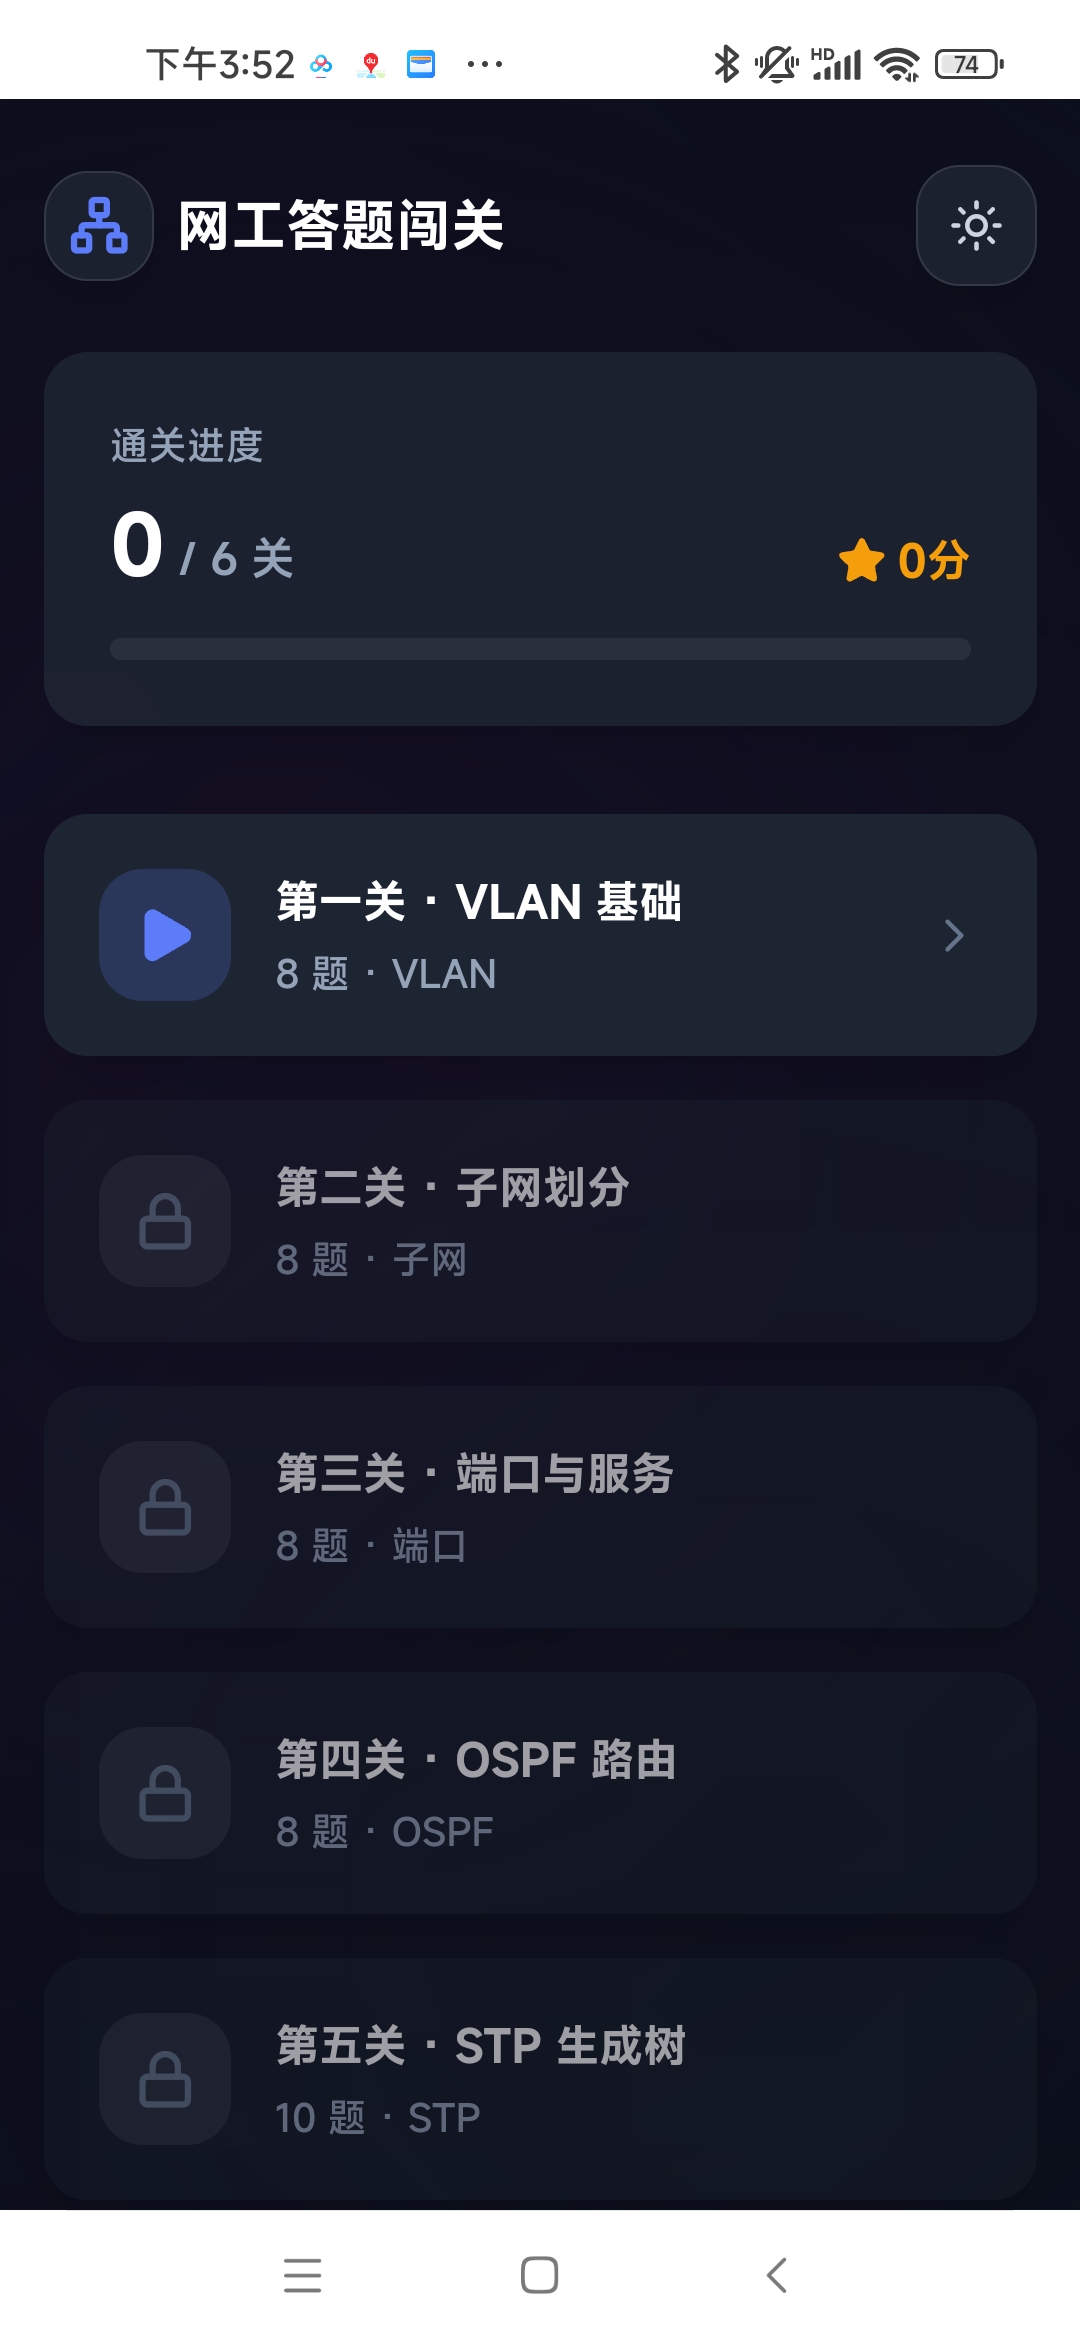 下午3:52
HD
74
网工答题闯关
通关进度
0 / 6 关
0分
第一关 · VLAN 基础
8 题 · VLAN
第二关 · 子网划分
8 题 · 子网
第三关 · 端口与服务
8 题 · 端口
第四关 · OSPF 路由
8 题 · OSPF
第五关 · STP 生成树
10 题 · STP